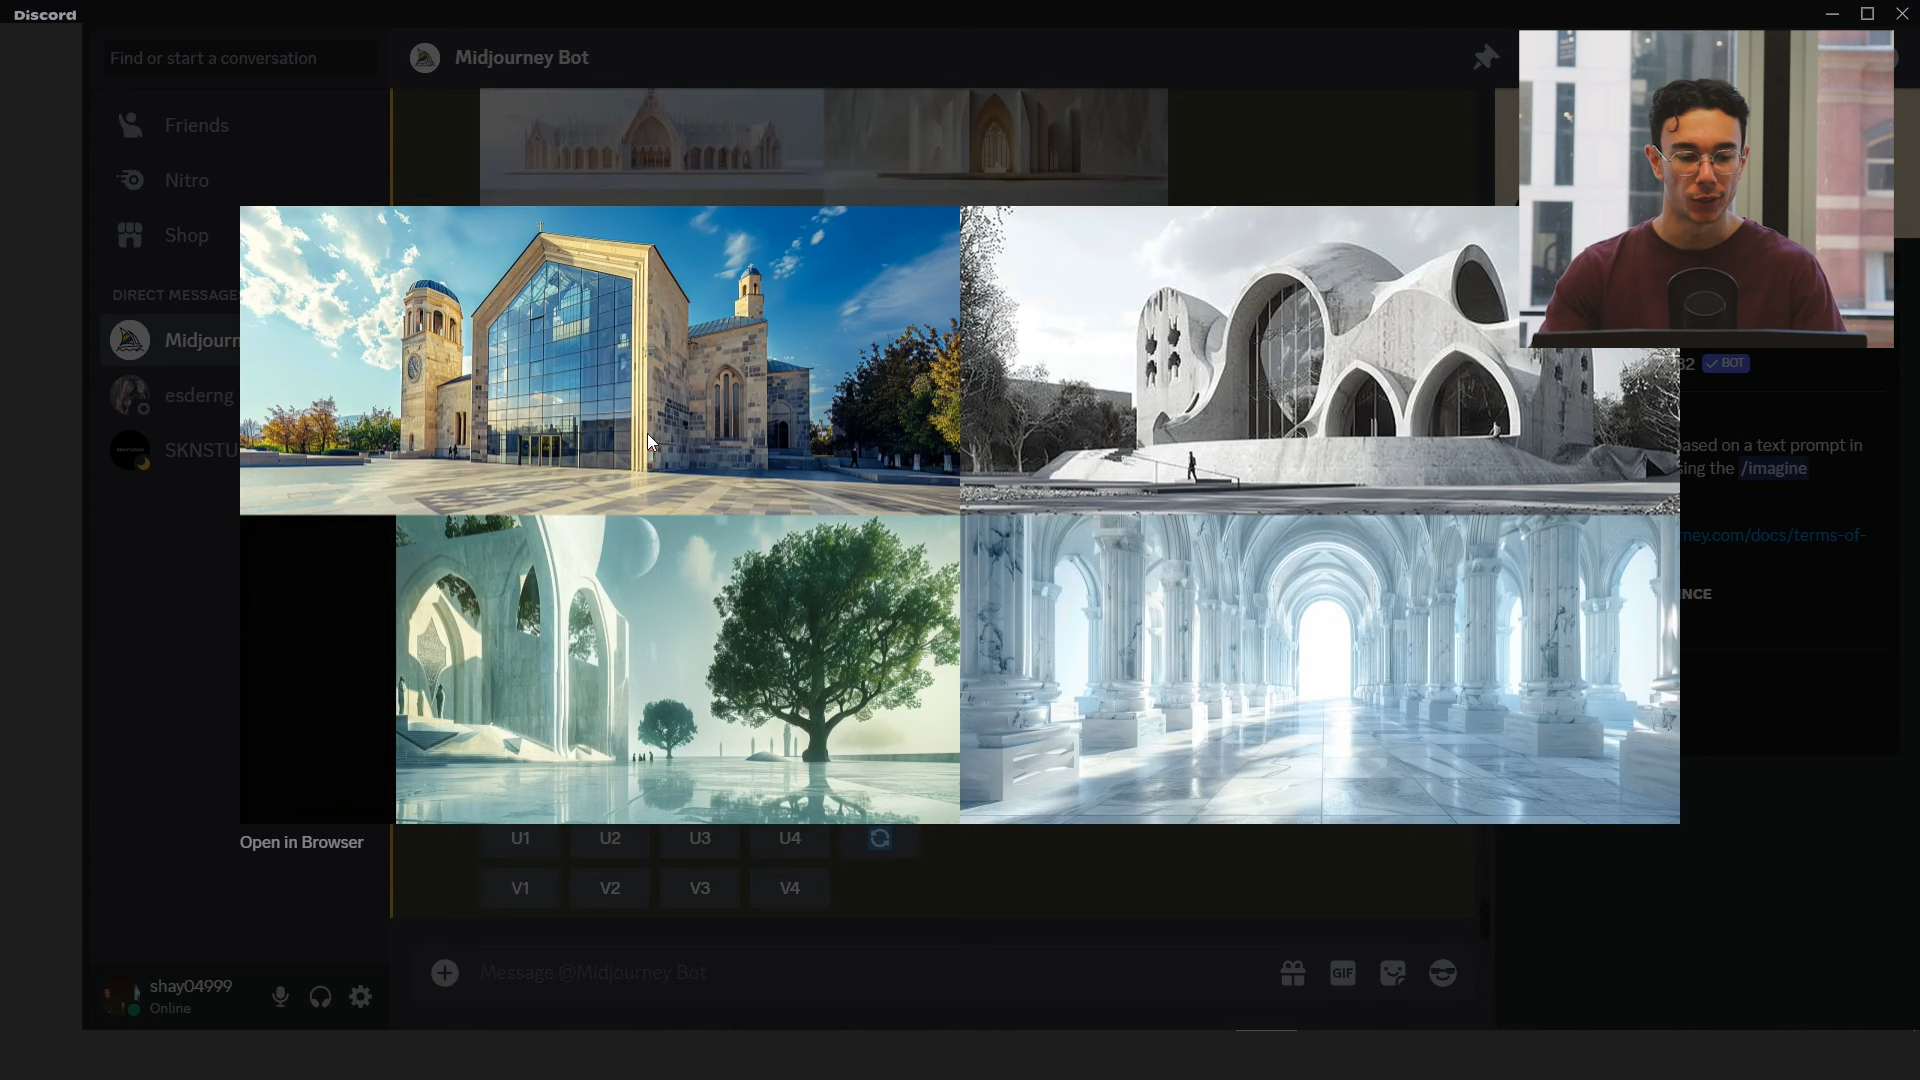 Discord
Find or start a conversation
Midjourney Bot
Friends
Nitro
Shop
DIRECT MESSAGE
Midjourn
esderng
SKNSTU
32
BOT
based on a text prompt in
sing the /imagine
rney.com/docs/terms-of-
NCE
Open in Browser
U1 U2 U3 U4
V1 V2 V3 V4
Message @Midjourney Bot
GIF
shay04999
Online